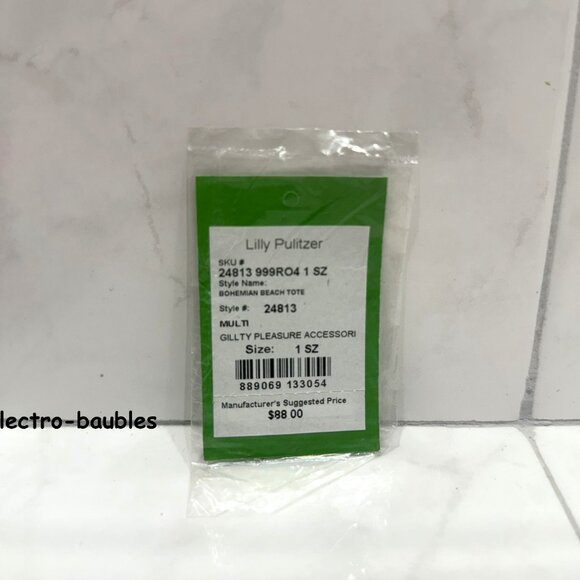 Lilly Pulitzer
SKU #
24813 999RO4 1 SZ
Style Name:
BOHEMIAN BEACH TOTE
Style #: 24813
MULTI
GILLTY PLEASURE ACCESSORI
Size: 1 SZ
889069 133054
Manufacturer's Suggested Price
$88 00
lectro-baubles